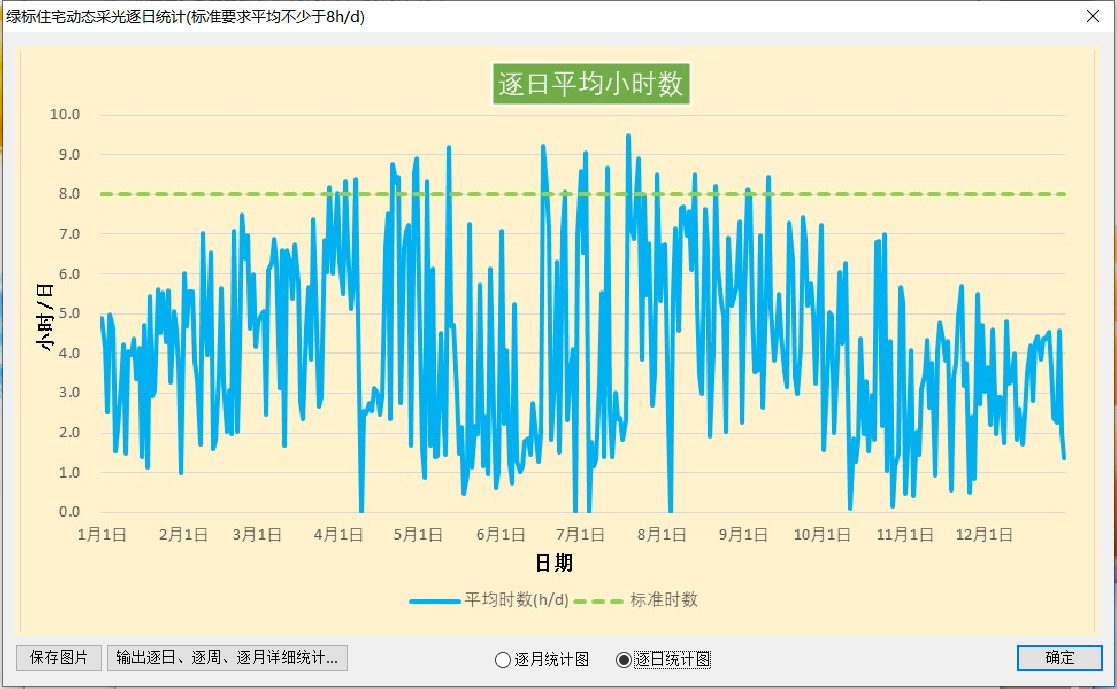 绿标住宅动态采光逐日统计(标准要求平均不少于8h/d)
逐日平均小时数
10.0
9.0
8.0
7.0
6.0
5.0
4.0
3.0
2.0
1.0
0.0
小时/日
1月1日 2月1日 3月1日 4月1日 5月1日 6月1日 7月1日 8月1日 9月1日 10月1日 11月1日 12月1日
日期
平均时数(h/d) 标准时数
保存图片 输出逐日、逐周、逐月详细统计... 逐月统计图 逐日统计图 确定